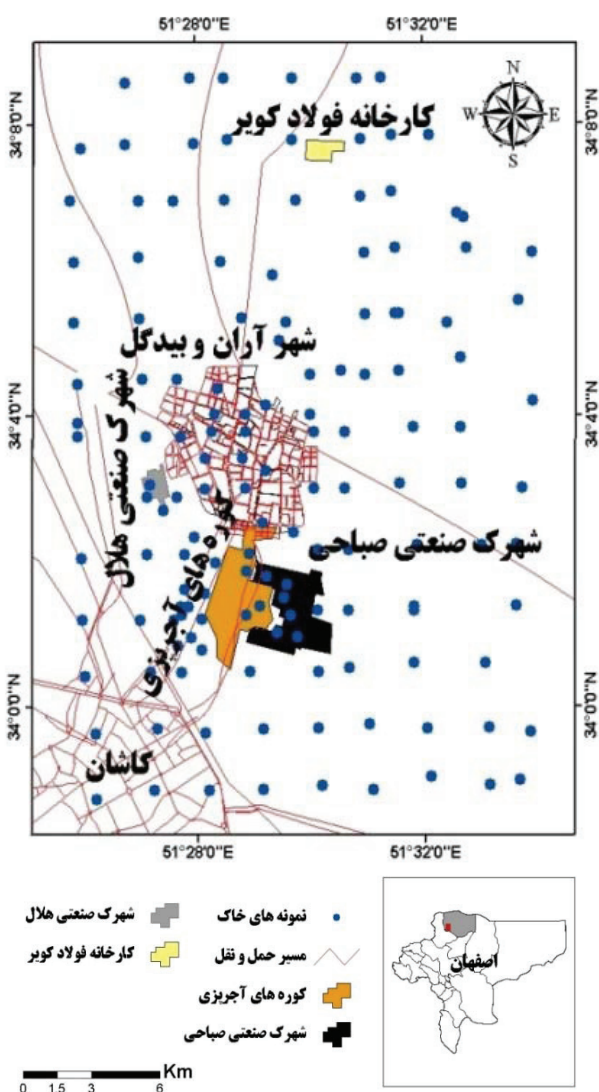 51°28'0"E
51°32'0"E
N
W
E
S
34°8'0"N
34°8'0"N
کارخانه فولاد کویر
شهر آران و بیدگل
شهرک صنعتی هلال
34°4'0"N
34°4'0"N
کوره های آجرپزی
شهرک صنعتی صباحی
34°0'0"N
34°0'0"N
کاشان
51°28'0"E
51°32'0"E
نمونه های خاک
شهرک صنعتی هلال
مسیر حمل و نقل
کارخانه فولاد کویر
کوره های آجرپزی
شهرک صنعتی صباحی
اصفهان
Km
0 1.5 3 6